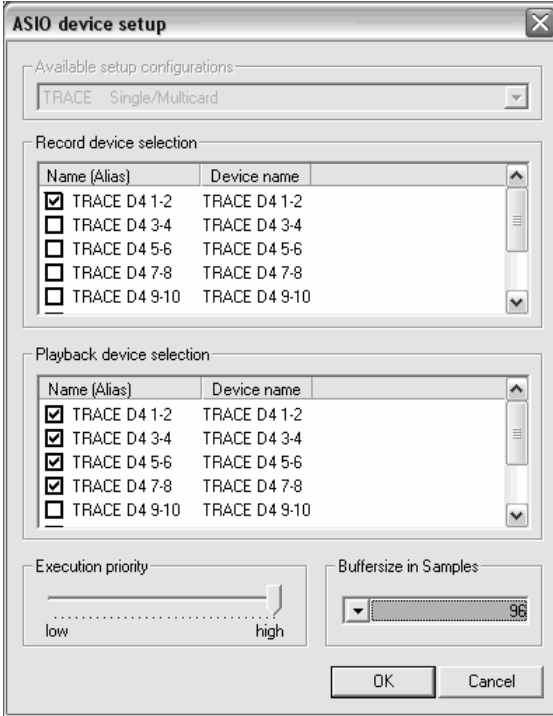 ASIO device setup
Available setup configurations
TRACE Single/Multicard
Record device selection
Name (Alias) Device name
TRACE D4 1-2 TRACE D4 1-2
TRACE D4 3-4 TRACE D4 3-4
TRACE D4 5-6 TRACE D4 5-6
TRACE D4 7-8 TRACE D4 7-8
TRACE D4 9-10 TRACE D4 9-10
Playback device selection
Name (Alias) Device name
TRACE D4 1-2 TRACE D4 1-2
TRACE D4 3-4 TRACE D4 3-4
TRACE D4 5-6 TRACE D4 5-6
TRACE D4 7-8 TRACE D4 7-8
TRACE D4 9-10 TRACE D4 9-10
Execution priority
low high
Buffersize in Samples
96
OK Cancel